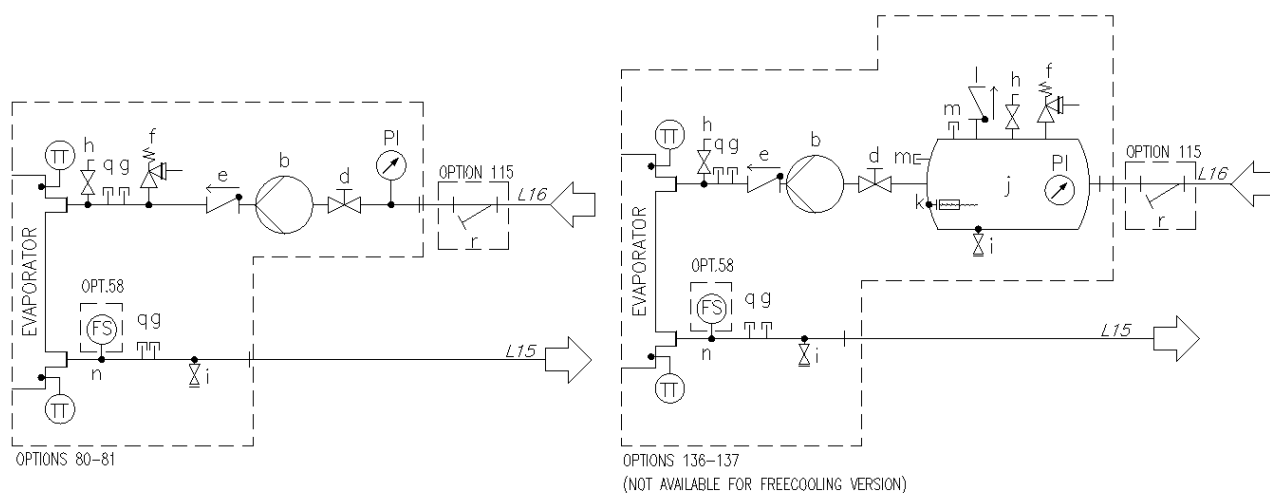 TT
h
q g
f
e
b
d
PI
OPTION 115
L16
r
EVAPORATOR
OPT.58
FS
q g
n
i
L15
TT
OPTIONS 80-81
TT
h
q g
e
b
d
m
m
l
h
f
PI
j
k
i
OPTION 115
L16
r
EVAPORATOR
OPT.58
FS
q g
n
i
L15
TT
OPTIONS 136-137
(NOT AVAILABLE FOR FREECOOLING VERSION)